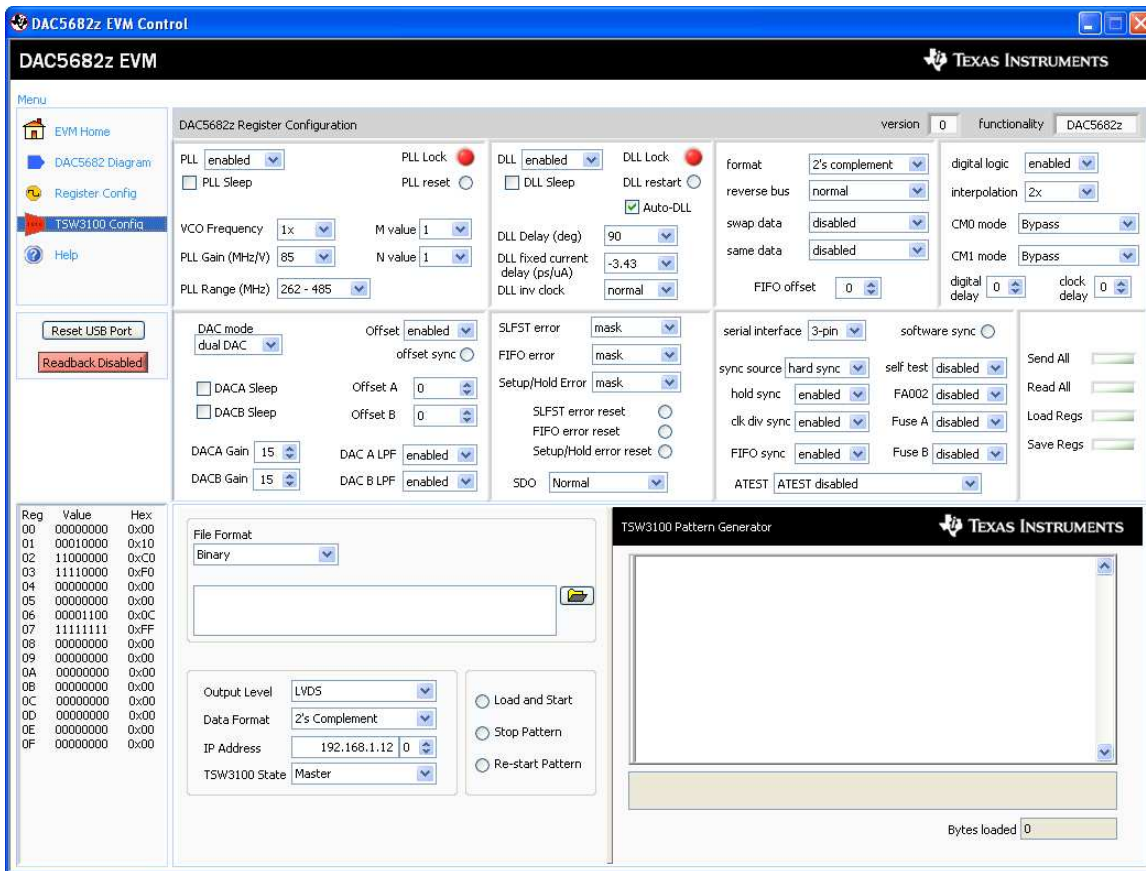 DAC5682z EVM Control
DAC5682z EVM
TEXAS INSTRUMENTS
Menu
EVM Home
DAC5682 Diagram
Register Config
TSW3100 Config
Help
Reset USB Port
Readback Disabled
DAC5682z Register Configuration
version 0 functionality DAC5682z
PLL enabled PLL Lock
PLL Sleep PLL reset
VCO Frequency 1x M value 1
PLL Gain (MHz/V) 85 N value 1
PLL Range (MHz) 262 - 485
DLL enabled DLL Lock
DLL Sleep DLL restart
Auto-DLL
DLL Delay (deg) 90
DLL fixed current delay (ps/uA) -3.43
DLL inv clock normal
format 2's complement
reverse bus normal
swap data disabled
same data disabled
FIFO offset 0
digital logic enabled
interpolation 2x
CM0 mode Bypass
CM1 mode Bypass
digital delay 0 clock delay 0
DAC mode
dual DAC
Offset enabled
offset sync
DACA Sleep Offset A 0
DACB Sleep Offset B 0
DACA Gain 15 DAC A LPF enabled
DACB Gain 15 DAC B LPF enabled
SLFST error mask
FIFO error mask
Setup/Hold Error mask
SLFST error reset
FIFO error reset
Setup/Hold error reset
SDO Normal
serial interface 3-pin software sync
sync source hard sync self test disabled
hold sync enabled FA002 disabled
clk div sync enabled Fuse A disabled
FIFO sync enabled Fuse B disabled
ATEST ATEST disabled
Send All
Read All
Load Regs
Save Regs
Reg Value Hex
00 00000000 0x00
01 00010000 0x10
02 11000000 0xC0
03 11110000 0xF0
04 00000000 0x00
05 00000000 0x00
06 00001100 0x0C
07 11111111 0xFF
08 00000000 0x00
09 00000000 0x00
0A 00000000 0x00
0B 00000000 0x00
0C 00000000 0x00
0D 00000000 0x00
0E 00000000 0x00
0F 00000000 0x00
File Format
Binary
Output Level LVDS
Data Format 2's Complement
IP Address 192.168.1.12 0
TSW3100 State Master
Load and Start
Stop Pattern
Re-start Pattern
TSW3100 Pattern Generator
TEXAS INSTRUMENTS
Bytes loaded 0